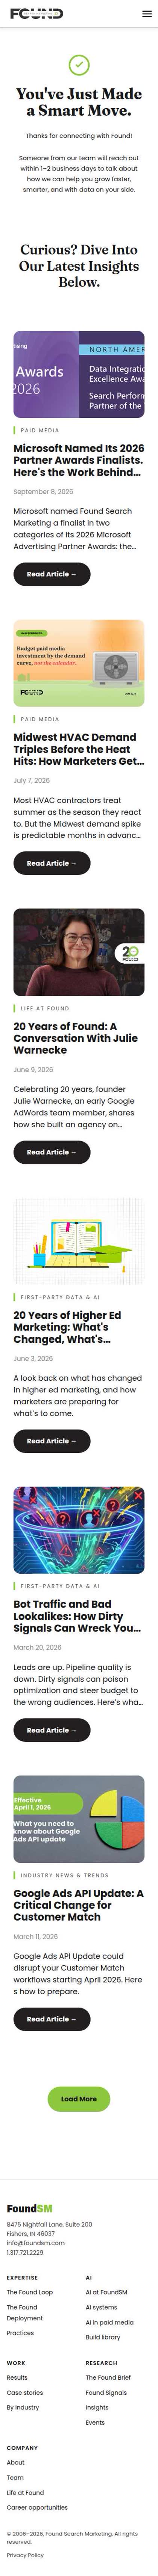 FOUND
You've Just Made
a Smart Move.
Thanks for connecting with Found!
Someone from our team will reach out
within 1–2 business days to talk about
how we can help you grow faster,
smarter, and with data on your side.
Curious? Dive Into
Our Latest Insights
Below.
ising
Awards
2026
NORTH AMER
Data Integratio
Excellence Awa
Search Perform
Partner of the
PAID MEDIA
Microsoft Named Its 2026
Partner Awards Finalists.
Here's the Work Behind…
September 8, 2026
Microsoft named Found Search
Marketing a finalist in two
categories of its 2026 Microsoft
Advertising Partner Awards: the…
Read Article →
Budget paid media
investment by the demand
curve, not the calendar.
FOUND
PAID MEDIA
Midwest HVAC Demand
Triples Before the Heat
Hits: How Marketers Get…
July 7, 2026
Most HVAC contractors treat
summer as the season they react
to. But the Midwest demand spike
is predictable months in advanc…
Read Article →
20
FOUND
LIFE AT FOUND
20 Years of Found: A
Conversation With Julie
Warnecke
June 9, 2026
Celebrating 20 years, founder
Julie Warnecke, an early Google
AdWords team member, shares
how she built an agency on…
Read Article →
FIRST-PARTY DATA & AI
20 Years of Higher Ed
Marketing: What's
Changed, What's…
June 3, 2026
A look back on what has changed
in higher ed marketing, and how
marketers are preparing for
what's to come.
Read Article →
FIRST-PARTY DATA & AI
Bot Traffic and Bad
Lookalikes: How Dirty
Signals Can Wreck You…
March 20, 2026
Leads are up. Pipeline quality is
down. Dirty signals can poison
optimization and steer budget to
the wrong audiences. Here's wha…
Read Article →
Effective
April 1, 2026
What you need to
know about Google
Ads API update
INDUSTRY NEWS & TRENDS
Google Ads API Update: A
Critical Change for
Customer Match
March 11, 2026
Google Ads API Update could
disrupt your Customer Match
workflows starting April 2026. Here
s how to prepare.
Read Article →
Load More
FoundSM
8475 Nightfall Lane, Suite 200
Fishers, IN 46037
info@foundsm.com
1.317.721.2229
EXPERTISE
The Found Loop
The Found
Deployment
Practices
AI
AI at FoundSM
AI systems
AI in paid media
Build library
WORK
Results
Case stories
By industry
RESEARCH
The Found Brief
Found Signals
Insights
Events
COMPANY
About
Team
Life at Found
Career opportunities
© 2006–2026, Found Search Marketing. All rights
reserved.
Privacy Policy